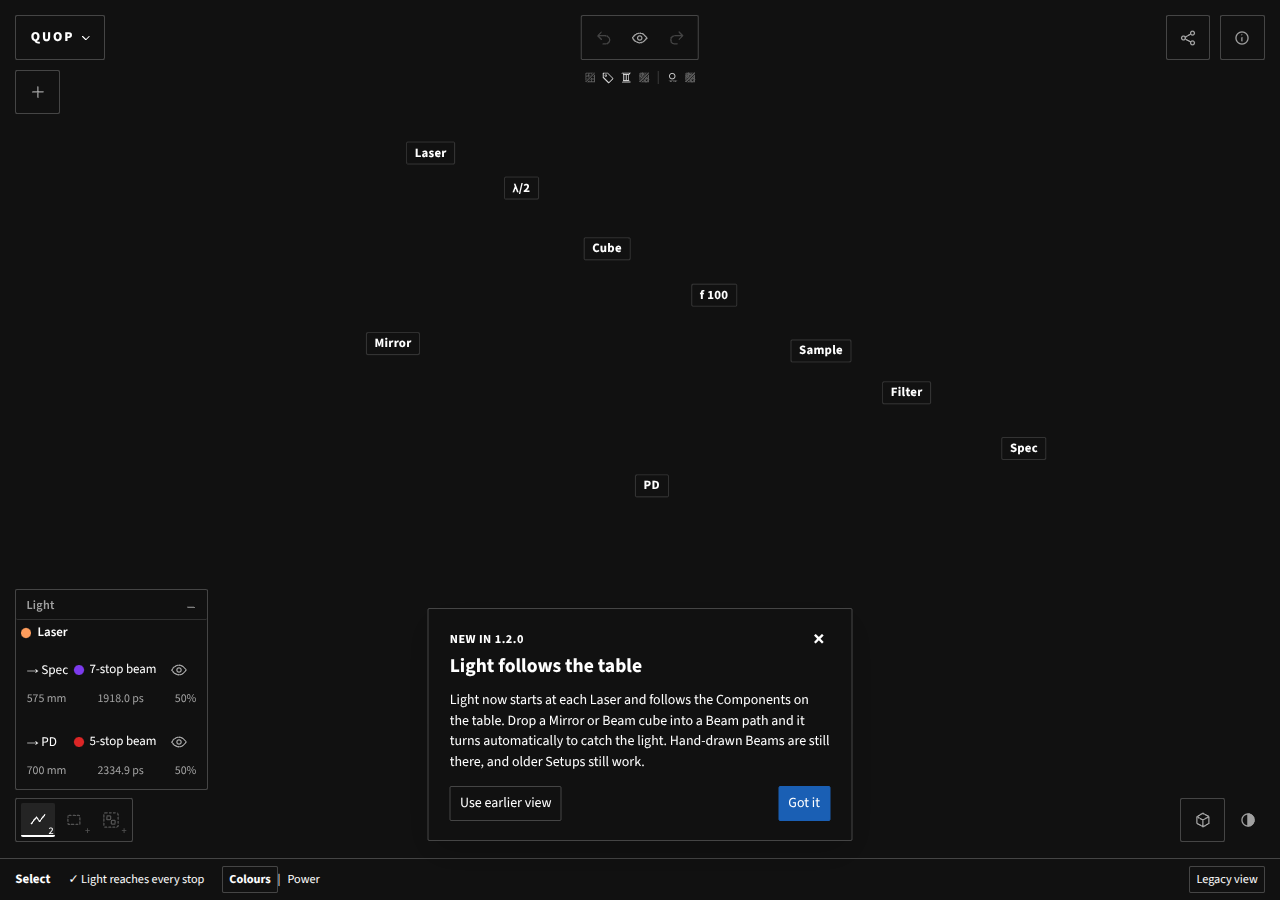 QUOP
Laser
λ/2
Cube
f 100
Mirror
Sample
Filter
Spec
PD
Light
Laser
→ Spec 7-stop beam
575 mm 1918.0 ps 50%
→ PD 5-stop beam
700 mm 2334.9 ps 50%
2
NEW IN 1.2.0
Light follows the table
Light now starts at each Laser and follows the Components on
the table. Drop a Mirror or Beam cube into a Beam path and it
turns automatically to catch the light. Hand-drawn Beams are still
there, and older Setups still work.
Use earlier view Got it
Select ✓ Light reaches every stop Colours | Power Legacy view